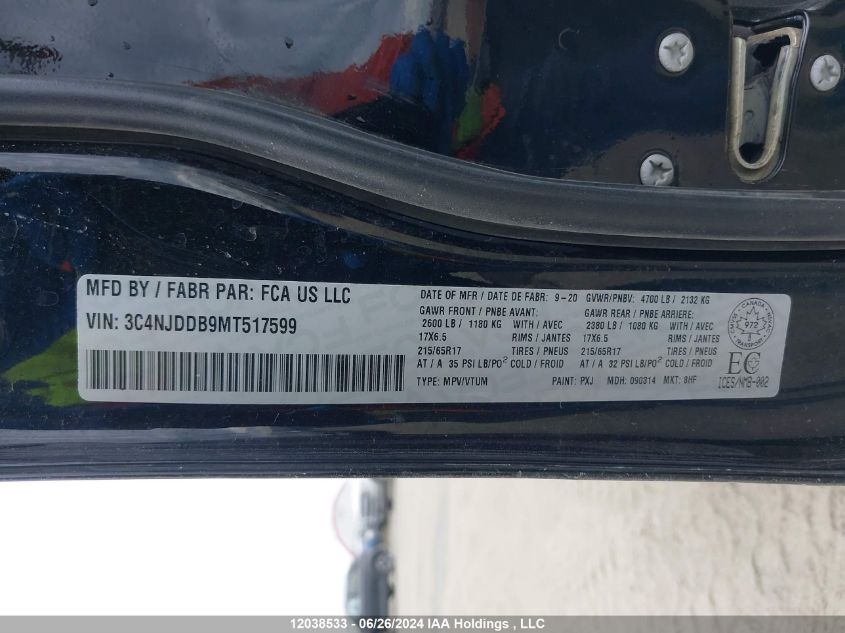 MFD BY / FABR PAR: FCA US LLC
VIN: 3C4NJDDB9MT517599
DATE OF MFR / DATE DE FABR: 9-20 GVWR/PNBV: 4700 LB / 2132 KG
GAWR FRONT / PNBE AVANT: GAWR REAR / PNBE ARRIERE:
2600 LB / 1180 KG WITH / AVEC 2380 LB / 1080 KG WITH / AVEC
17X6.5 RIMS / JANTES 17X6.5 RIMS / JANTES
215/65R17 TIRES / PNEUS 215/65R17 TIRES / PNEUS
AT / A 35 PSI LB/PO² COLD / FROID AT / A 32 PSI LB/PO² COLD / FROID
TYPE: MPV/VTUM PAINT: PXJ MDH: 090314 MKT: 8HF
CANADA
972
TRANSPORT
EC
ICES/NMB-002
12038533 - 06/26/2024 IAA Holdings , LLC